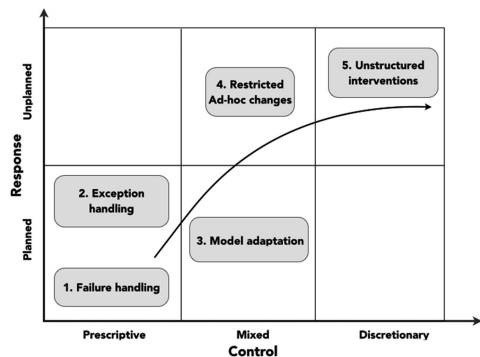 5. Unstructured
interventions
4. Restricted
Ad-hoc changes
Unplanned
Response
2. Exception
handling
Planned
3. Model adaptation
1. Failure handling
Prescriptive
Mixed
Discretionary
Control